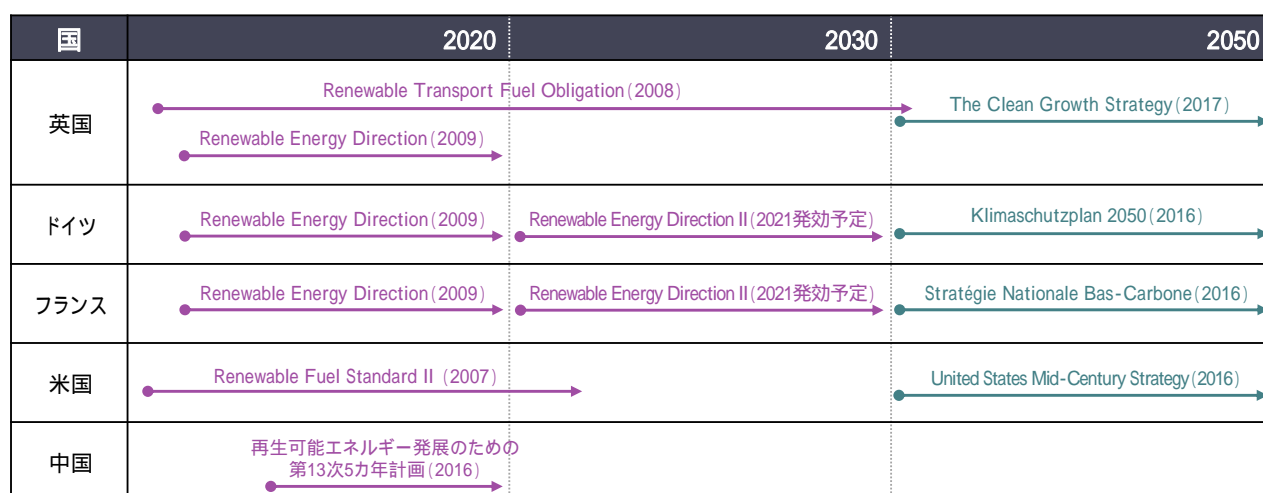 国 2020 2030 2050
英国
Renewable Transport Fuel Obligation(2008)
The Clean Growth Strategy(2017)
Renewable Energy Direction(2009)
ドイツ
Renewable Energy Direction(2009)
Renewable Energy Direction II(2021発効予定)
Klimaschutzplan 2050(2016)
フランス
Renewable Energy Direction(2009)
Renewable Energy Direction II(2021発効予定)
Stratégie Nationale Bas-Carbone(2016)
米国
Renewable Fuel Standard II (2007)
United States Mid-Century Strategy(2016)
中国
再生可能エネルギー発展のための
第13次5カ年計画(2016)